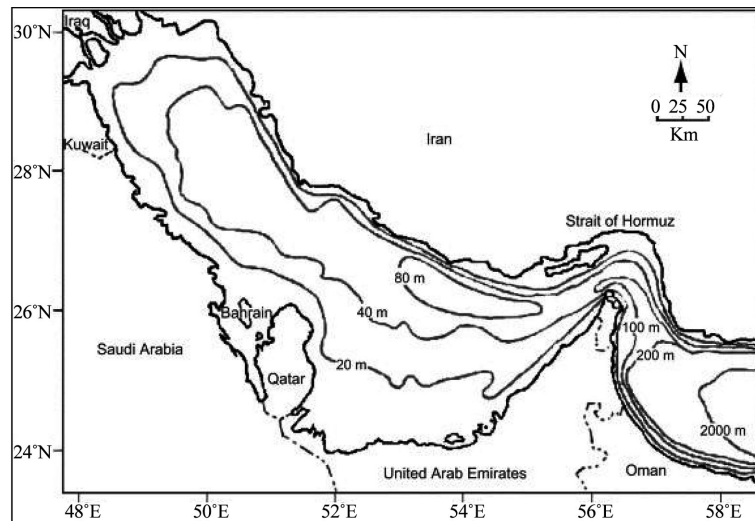 30˚N
Iraq
N
0 25 50
Km
Kuwait
Iran
28˚N
Strait of Hormuz
80 m
26˚N
Bahrain
40 m
100 m
Saudi Arabia
20 m
200 m
Qatar
2000 m
24˚N
United Arab Emirates
Oman
48˚E
50˚E
52˚E
54˚E
56˚E
58˚E